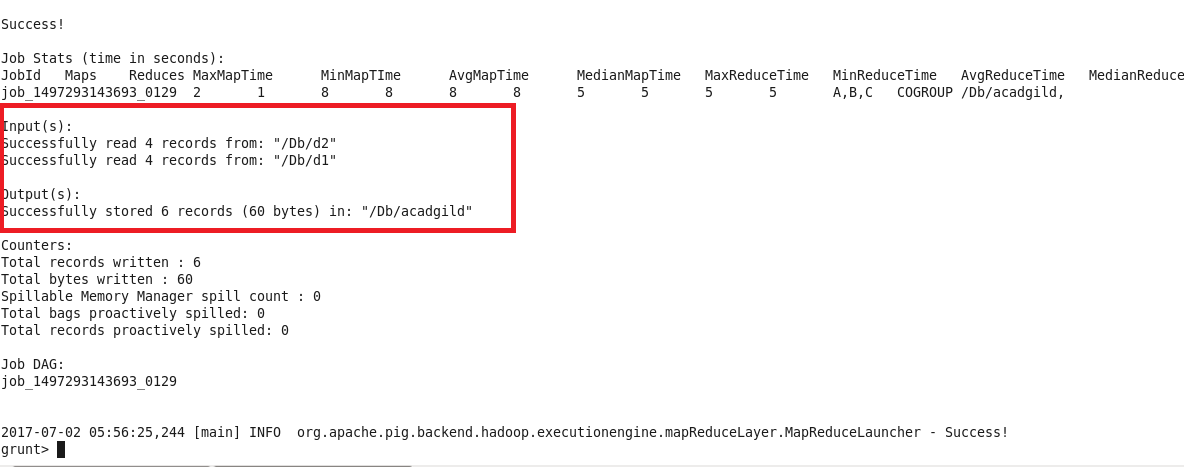 Success!
Job Stats (time in seconds):
JobId Maps Reduces MaxMapTime MinMapTIme AvgMapTime MedianMapTime MaxReduceTime MinReduceTime AvgReduceTime MedianReduce
job_1497293143693_0129 2 1 8 8 8 8 5 5 5 5 A,B,C COGROUP /Db/acadgild,
Input(s):
Successfully read 4 records from: "/Db/d2"
Successfully read 4 records from: "/Db/d1"
Output(s):
Successfully stored 6 records (60 bytes) in: "/Db/acadgild"
Counters:
Total records written : 6
Total bytes written : 60
Spillable Memory Manager spill count : 0
Total bags proactively spilled: 0
Total records proactively spilled: 0
Job DAG:
job_1497293143693_0129
2017-07-02 05:56:25,244 [main] INFO org.apache.pig.backend.hadoop.executionengine.mapReduceLayer.MapReduceLauncher - Success!
grunt>